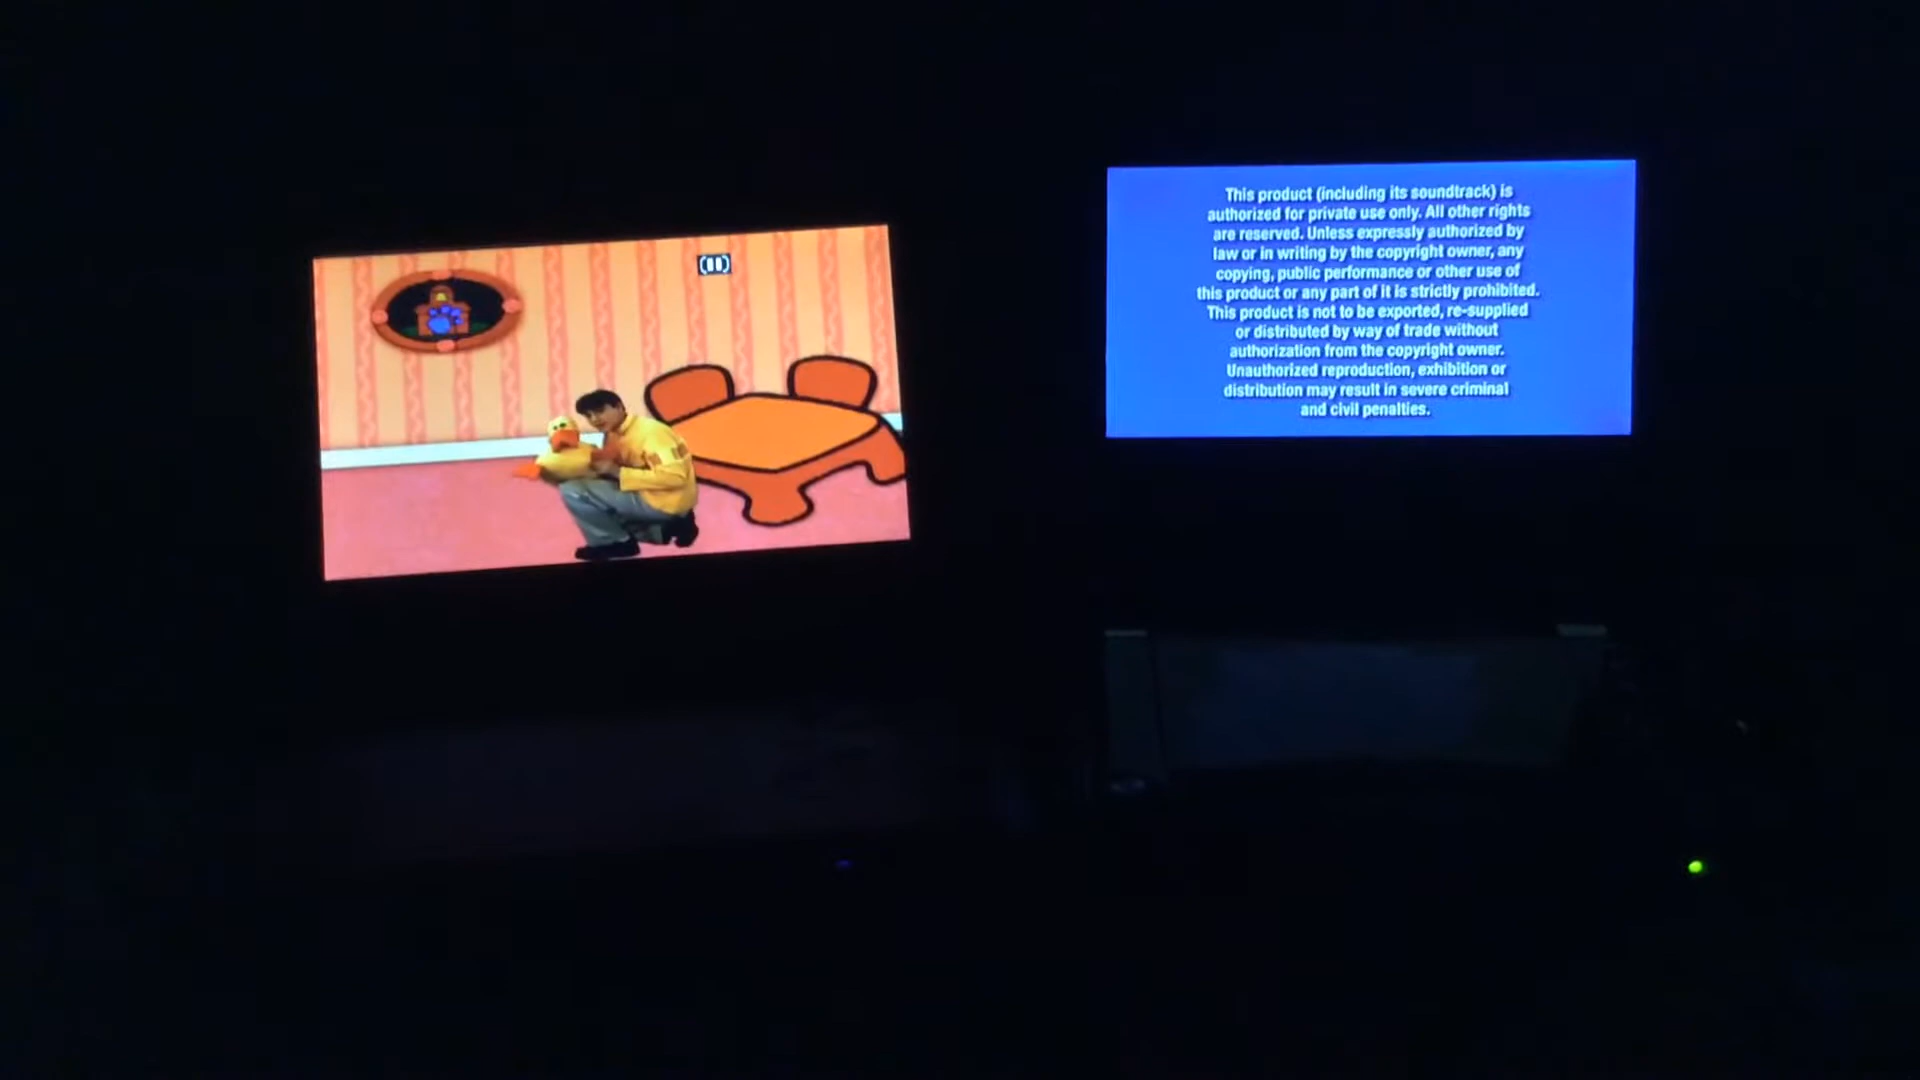 This product (including its soundtrack) is
authorized for private use only. All other rights
are reserved. Unless expressly authorized by
law or in writing by the copyright owner, any
copying, public performance or other use of
this product or any part of it is strictly prohibited.
This product is not to be exported, re-supplied
or distributed by way of trade without
authorization from the copyright owner.
Unauthorized reproduction, exhibition or
distribution may result in severe criminal
and civil penalties.